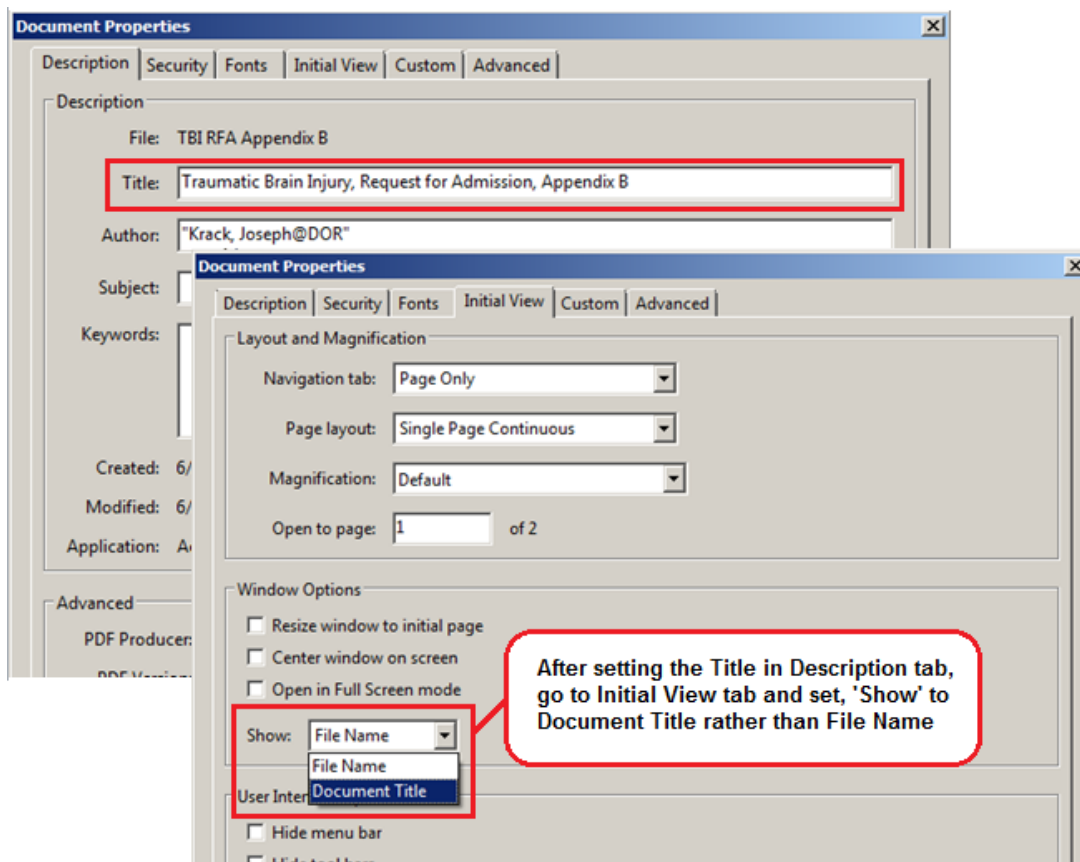 Document Properties
Description Security Fonts Initial View Custom Advanced
Description
File: TBI RFA Appendix B
Title: Traumatic Brain Injury, Request for Admission, Appendix B
Author: "Krack, Joseph@DOR"
Subject:
Keywords:
Created: 6/
Modified: 6/
Application:
Advanced
PDF Producer:
Document Properties
Description Security Fonts Initial View Custom Advanced
Layout and Magnification
Navigation tab: Page Only
Page layout: Single Page Continuous
Magnification: Default
Open to page: 1 of 2
Window Options
Resize window to initial page
Center window on screen
Open in Full Screen mode
Show: File Name
File Name
Document Title
After setting the Title in Description tab,
go to Initial View tab and set, 'Show' to
Document Title rather than File Name
User Inter
Hide menu bar